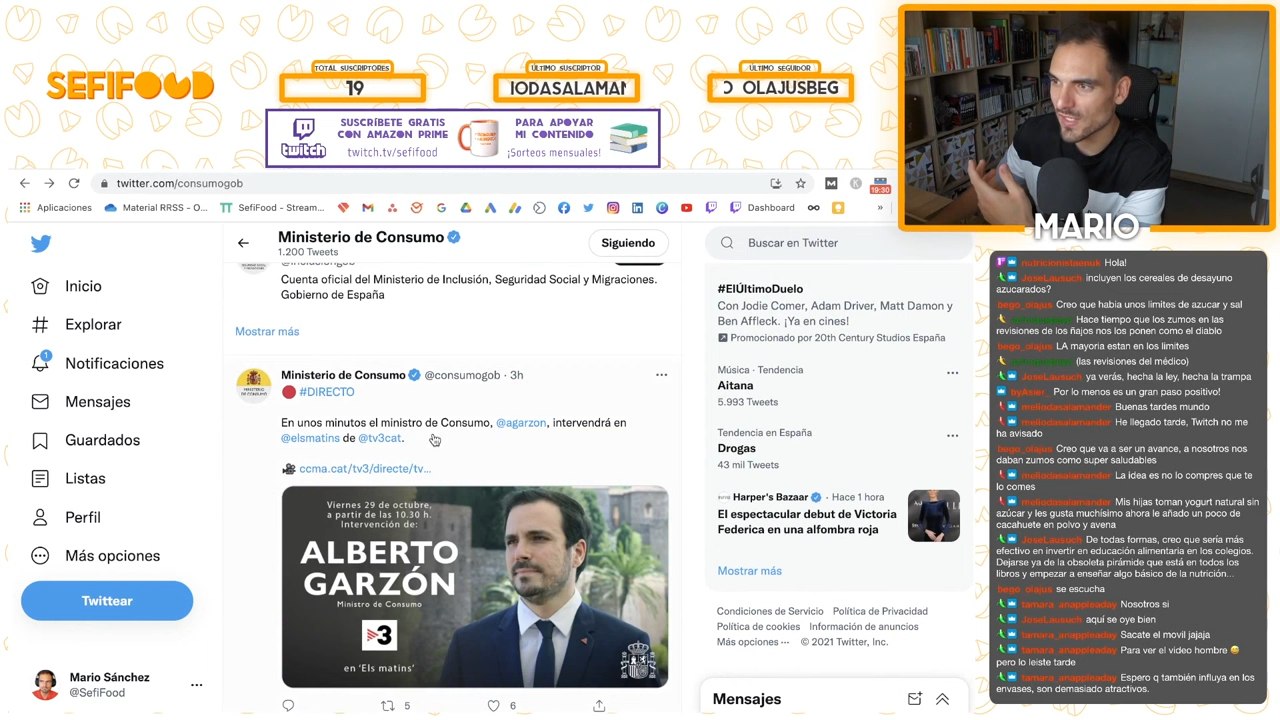 SEFIFOOD
TOTAL SUSCRIPTORES
19
ÚLTIMO SUSCRIPTOR
IODASALAMAN
ÚLTIMO SEGUIDOR
O OLAJUSBEG
twitch
SUSCRÍBETE GRATIS
CON AMAZON PRIME
twitch.tv/sefifood
PARA APOYAR
MI CONTENIDO
¡Sorteos mensuales!
MARIO
twitter.com/consumogob
19:30
Aplicaciones
Material RRSS - O...
SefiFood - Stream...
Dashboard
»
Inicio
Explorar
1
Notificaciones
Mensajes
Guardados
Listas
Perfil
Más opciones
Twittear
Mario Sánchez
@SefiFood
Ministerio de Consumo
1.200 Tweets
Siguiendo
Cuenta oficial del Ministerio de Inclusión, Seguridad Social y Migraciones.
Gobierno de España
Mostrar más
Ministerio de Consumo @consumogob · 3h
#DIRECTO
En unos minutos el ministro de Consumo, @agarzon, intervendrá en
@elsmatins de @tv3cat.
ccma.cat/tv3/directe/tv...
Viernes 29 de octubre,
a partir de las 10.30 h.
Intervención de:
ALBERTO
GARZÓN
Ministro de Consumo
3
en 'Els matins'
5
6
Buscar en Twitter
#ElÚltimoDuelo
Con Jodie Comer, Adam Driver, Matt Damon y
Ben Affleck. ¡Ya en cines!
Promocionado por 20th Century Studios España
Música · Tendencia
Aitana
5.993 Tweets
Tendencia en España
Drogas
43 mil Tweets
Harper's Bazaar · Hace 1 hora
El espectacular debut de Victoria
Federica en una alfombra roja
Mostrar más
Condiciones de Servicio Política de Privacidad
Política de cookies Información de anuncios
Más opciones ··· © 2021 Twitter, Inc.
Mensajes
Hola!
JoseLausuch incluyen los cereales de desayuno
azucarados?
bego_olajus Creo que habia unos limites de azucar y sal
Hace tiempo que los zumos en las
revisiones de los ñajos nos los ponen como el diablo
bego_olajus LA mayoria estan en los limites
(las revisiones del médico)
JoseLausuch ya verás, hecha la ley, hecha la trampa
byAsier_ Por lo menos es un gran paso positivo!
meliodasalamander Buenas tardes mundo
meliodasalamander He llegado tarde, Twitch no me
ha avisado
bego_olajus Creo que va a ser un avance, a nosotros nos
daban zumos como super saludables
meliodasalamander La idea es no lo compres que te
lo comes
meliodasalamander Mis hijas toman yogurt natural sin
azúcar y les gusta muchísimo ahora le añado un poco de
cacahuete en polvo y avena
JoseLausuch De todas formas, creo que sería más
efectivo en invertir en educación alimentaria en los colegios.
Dejarse ya de la obsoleta pirámide que está en todos los
libros y empezar a enseñar algo básico de la nutrición...
bego_olajus se escucha
tamara_anappleaday Nosotros si
JoseLausuch aquí se oye bien
tamara_anappleaday Sacate el movil jajaja
tamara_anappleaday Para ver el video hombre 😅
pero lo leiste tarde
tamara_anappleaday Espero q también influya en los
envases, son demasiado atractivos.